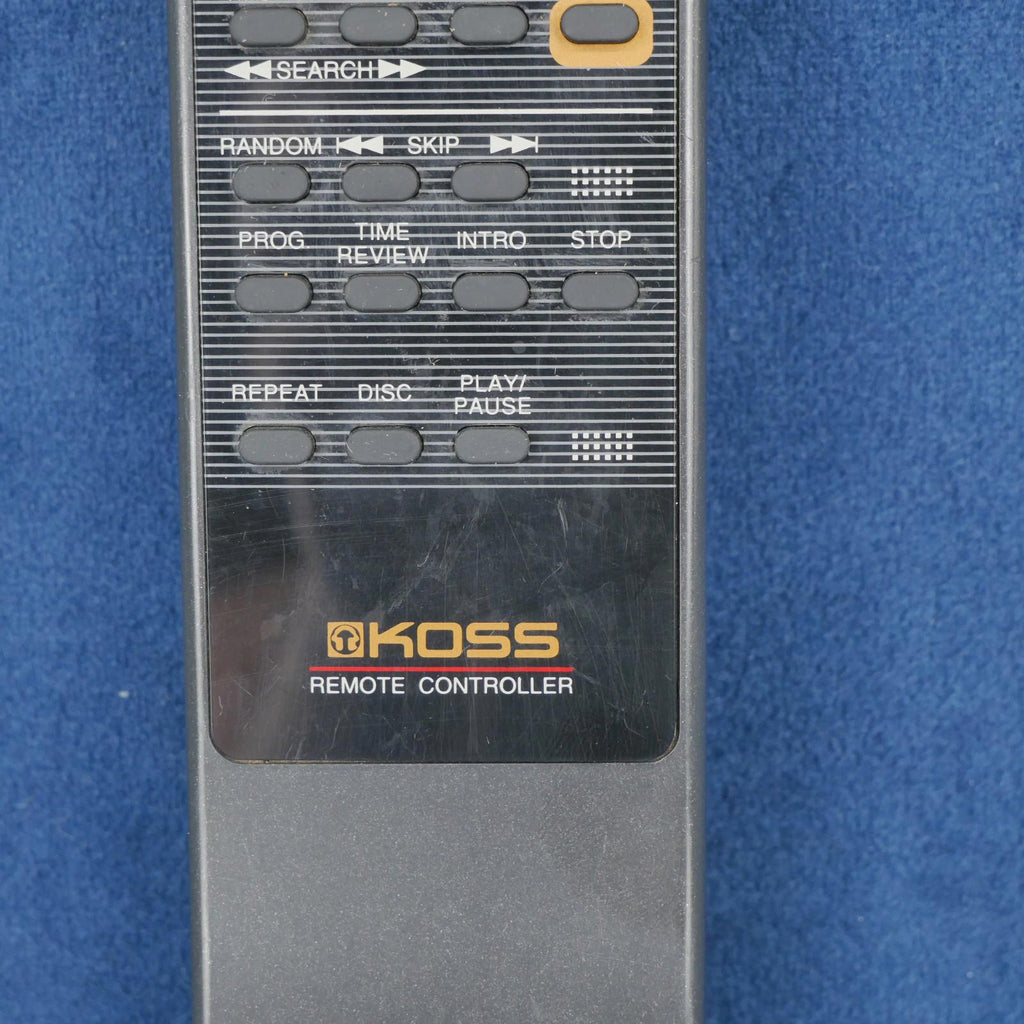 SEARCH
RANDOM SKIP
PROG. TIME REVIEW INTRO STOP
REPEAT DISC PLAY/ PAUSE
KOSS
REMOTE CONTROLLER